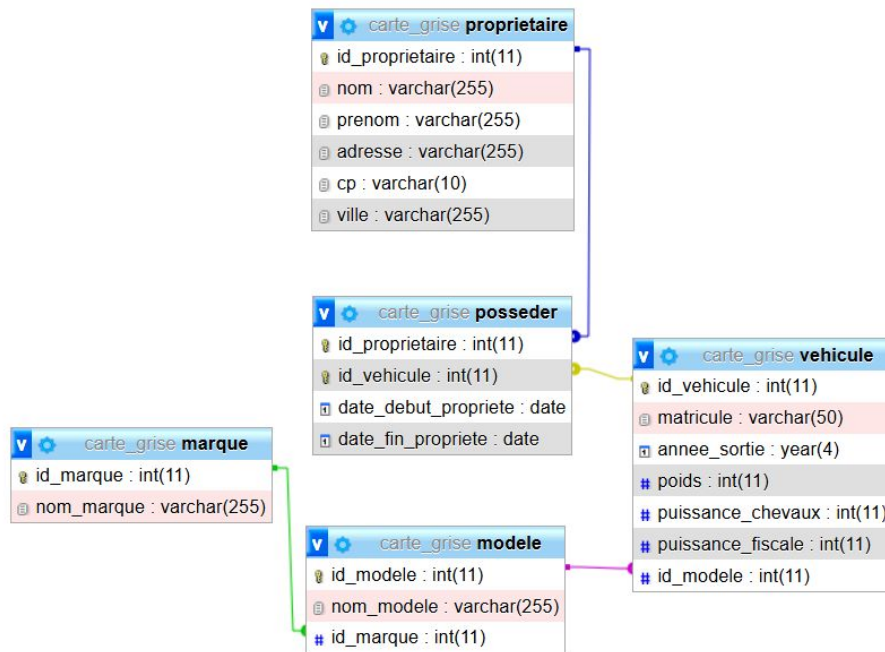 carte_grise proprietaire
id_proprietaire : int(11)
nom : varchar(255)
prenom : varchar(255)
adresse : varchar(255)
cp : varchar(10)
ville : varchar(255)
carte_grise posseder
id_proprietaire : int(11)
id_vehicule : int(11)
date_debut_propriete : date
date_fin_propriete : date
carte_grise vehicule
id_vehicule : int(11)
matricule : varchar(50)
annee_sortie : year(4)
poids : int(11)
puissance_chevaux : int(11)
puissance_fiscale : int(11)
id_modele : int(11)
carte_grise marque
id_marque : int(11)
nom_marque : varchar(255)
carte_grise modele
id_modele : int(11)
nom_modele : varchar(255)
id_marque : int(11)